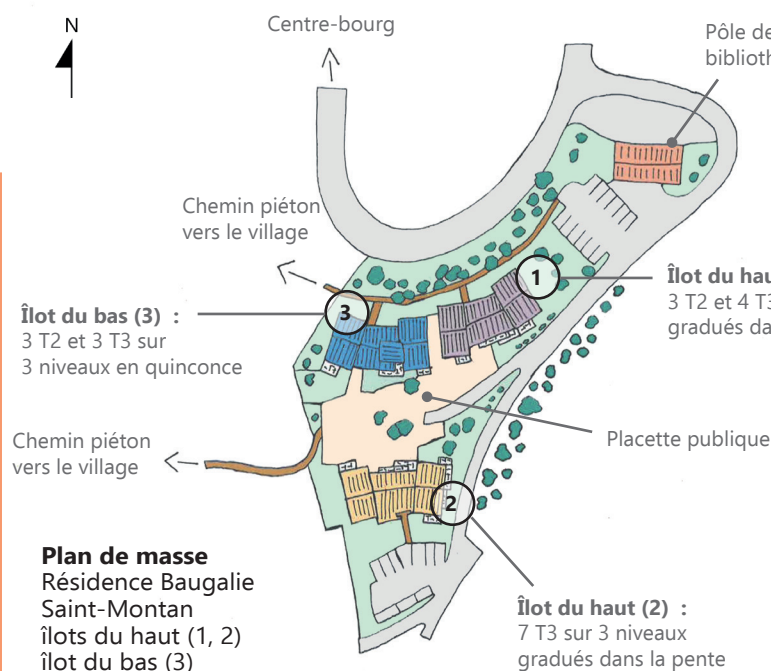 N
Centre-bourg
Pôle de
biblioth
Chemin piéton
vers le village
1
Îlot du hau
3 T2 et 4 T3
gradués da
3
Îlot du bas (3) :
3 T2 et 3 T3 sur
3 niveaux en quinconce
Placette publique
Chemin piéton
vers le village
2
Plan de masse
Résidence Baugalie
Saint-Montan
îlots du haut (1, 2)
îlot du bas (3)
Îlot du haut (2) :
7 T3 sur 3 niveaux
gradués dans la pente